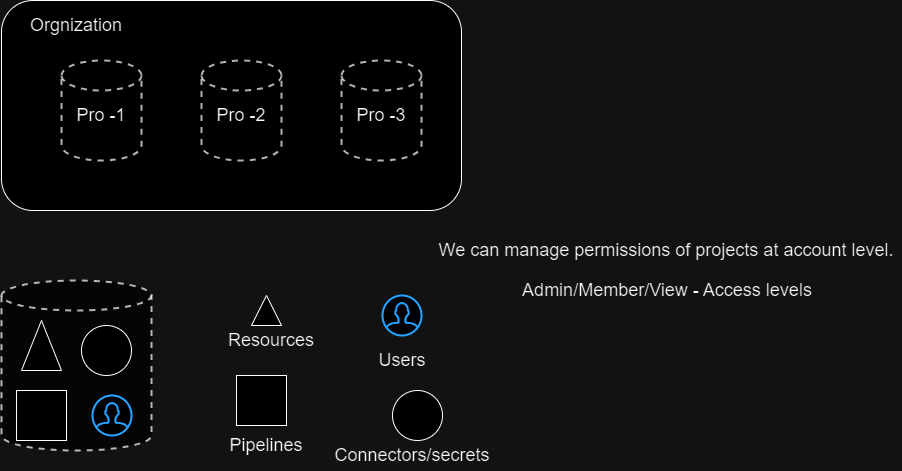 Orgnization
Pro -1
Pro -2
Pro -3
We can manage permissions of projects at account level.
Admin/Member/View - Access levels
Resources
Users
Pipelines
Connectors/secrets